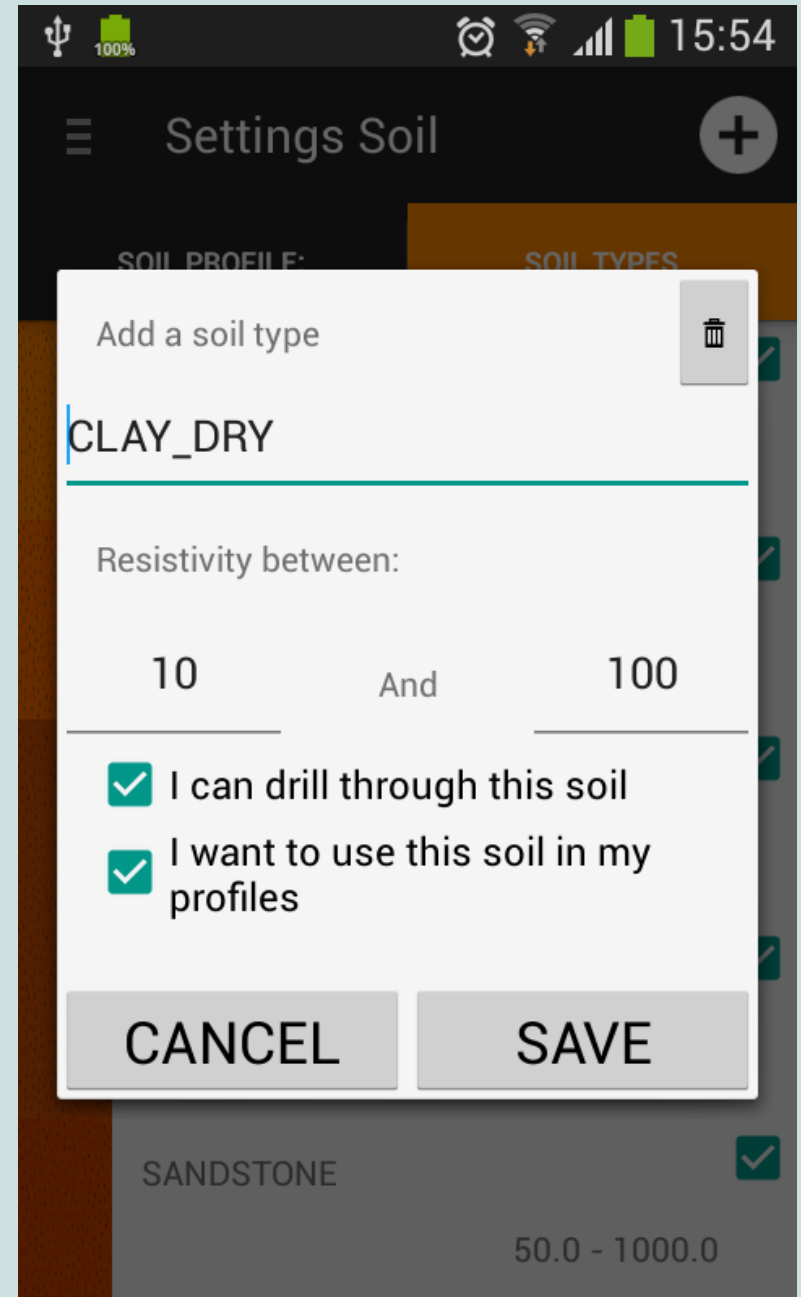 100%
15:54
Settings Soil
SOIL PROFILE:
SOIL TYPES
Add a soil type
CLAY_DRY
Resistivity between:
10 And 100
I can drill through this soil
I want to use this soil in my
profiles
CANCEL SAVE
SANDSTONE
50.0 - 1000.0